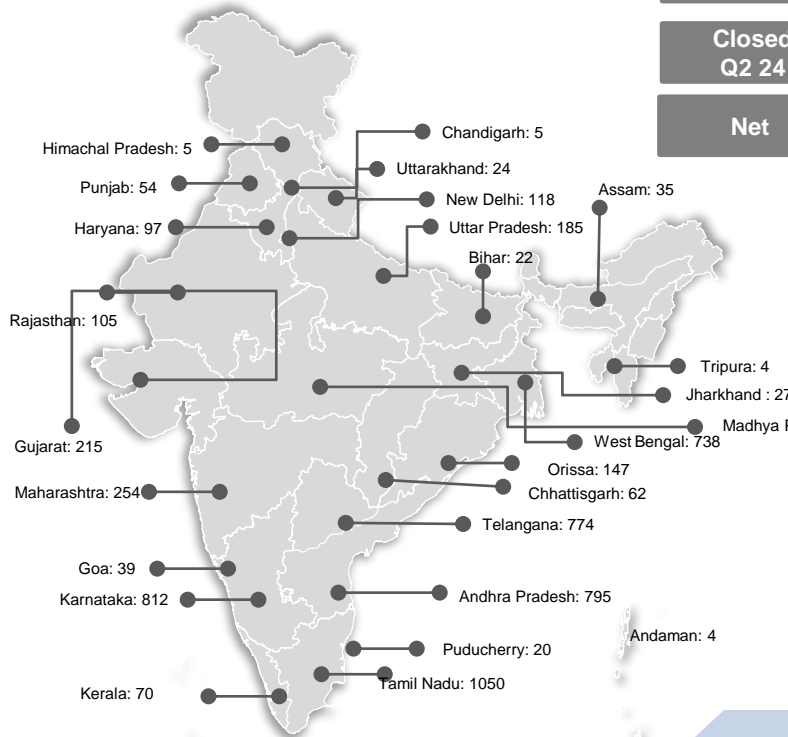 Closed
Q2 24
Net
Chandigarh: 5
Himachal Pradesh: 5
Uttarakhand: 24
Punjab: 54
Assam: 35
New Delhi: 118
Haryana: 97
Uttar Pradesh: 185
Bihar: 22
Rajasthan: 105
Tripura: 4
Jharkhand : 27
Madhya
Gujarat: 215
West Bengal: 738
Orissa: 147
Maharashtra: 254
Chhattisgarh: 62
Telangana: 774
Goa: 39
Karnataka: 812
Andhra Pradesh: 795
Andaman: 4
Puducherry: 20
Tamil Nadu: 1050
Kerala: 70